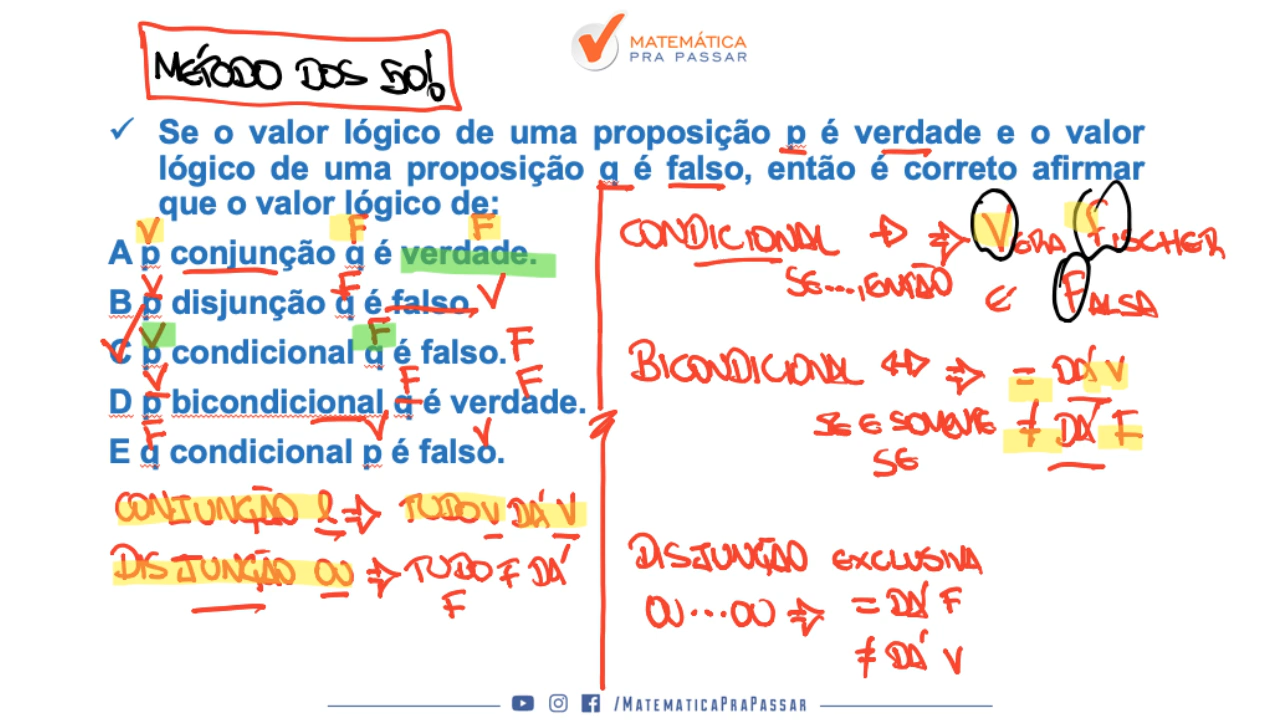 MÉTODO DOS 50!
MATEMÁTICA
PRA PASSAR
✓ Se o valor lógico de uma proposição p é verdade e o valor
lógico de uma proposição q é falso, então é correto afirmar
que o valor lógico de:
V F F
A p conjunção q é verdade.
V F V
B p disjunção q é falso.
V F F
C p condicional q é falso.
V F F
D p bicondicional q é verdade.
F V V
E q condicional p é falso.
CONJUNÇÃO e ⇒ TUDO V DÁ V
DISJUNÇÃO OU ⇒ TUDO F DÁ
F
CONDICIONAL → ⇒ VERA FISCHER
SE...,ENTÃO É FALSA
BICONDICIONAL ↔ ⇒ = DÁ V
SE E SOMENTE ≠ DÁ F
SE
DISJUNÇÃO EXCLUSIVA
OU...OU ⇒ = DÁ F
≠ DÁ V
/MATEMATICAPRAPASSAR